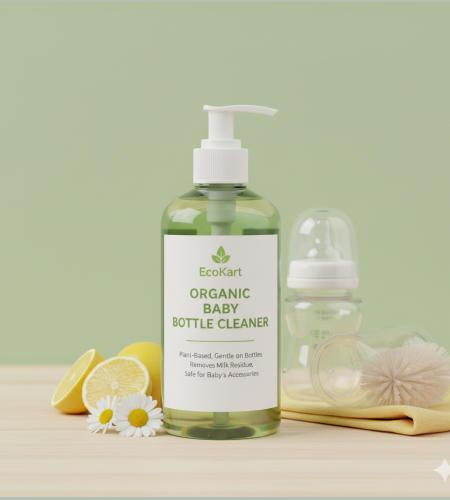 EcoKart
ORGANIC
BABY
BOTTLE CLEANER
Plant-Based, Gentle on Bottles
Removes Milk Residue,
Safe for Baby's Accessories